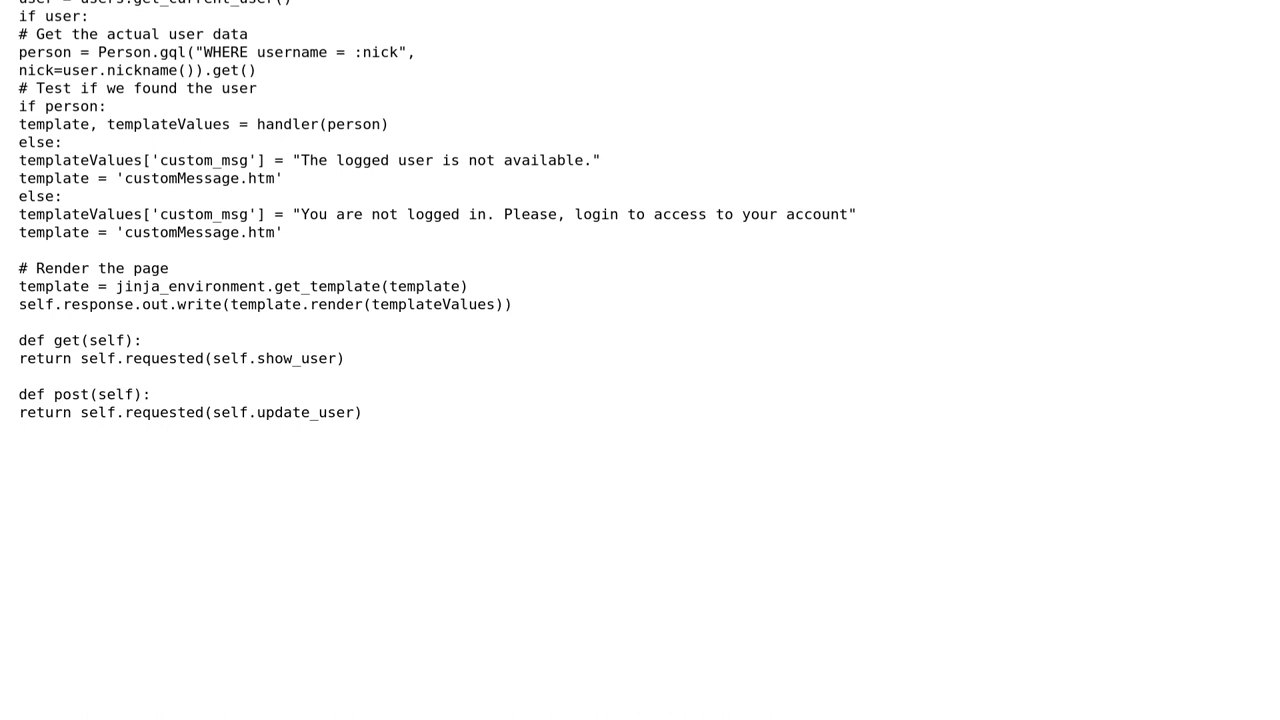 user = users.get_current_user()
if user:
# Get the actual user data
person = Person.gql("WHERE username = :nick",
nick=user.nickname()).get()
# Test if we found the user
if person:
template, templateValues = handler(person)
else:
templateValues['custom_msg'] = "The logged user is not available."
template = 'customMessage.htm'
else:
templateValues['custom_msg'] = "You are not logged in. Please, login to access to your account"
template = 'customMessage.htm'

# Render the page
template = jinja_environment.get_template(template)
self.response.out.write(template.render(templateValues))

def get(self):
return self.requested(self.show_user)

def post(self):
return self.requested(self.update_user)